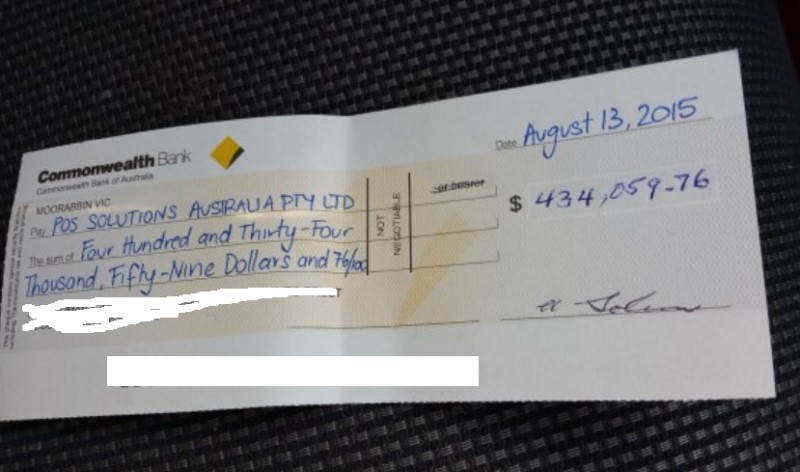 Commonwealth Bank
Commonwealth Bank of Australia
MOORABBIN VIC
Date August 13, 2015
Pay POS SOLUTIONS AUSTRALIA PTY LTD
or bearer
The sum of Four Hundred and Thirty-Four
Thousand, Fifty-Nine Dollars and 76/100
NOT
NEGOTIABLE
$ 434,059-76